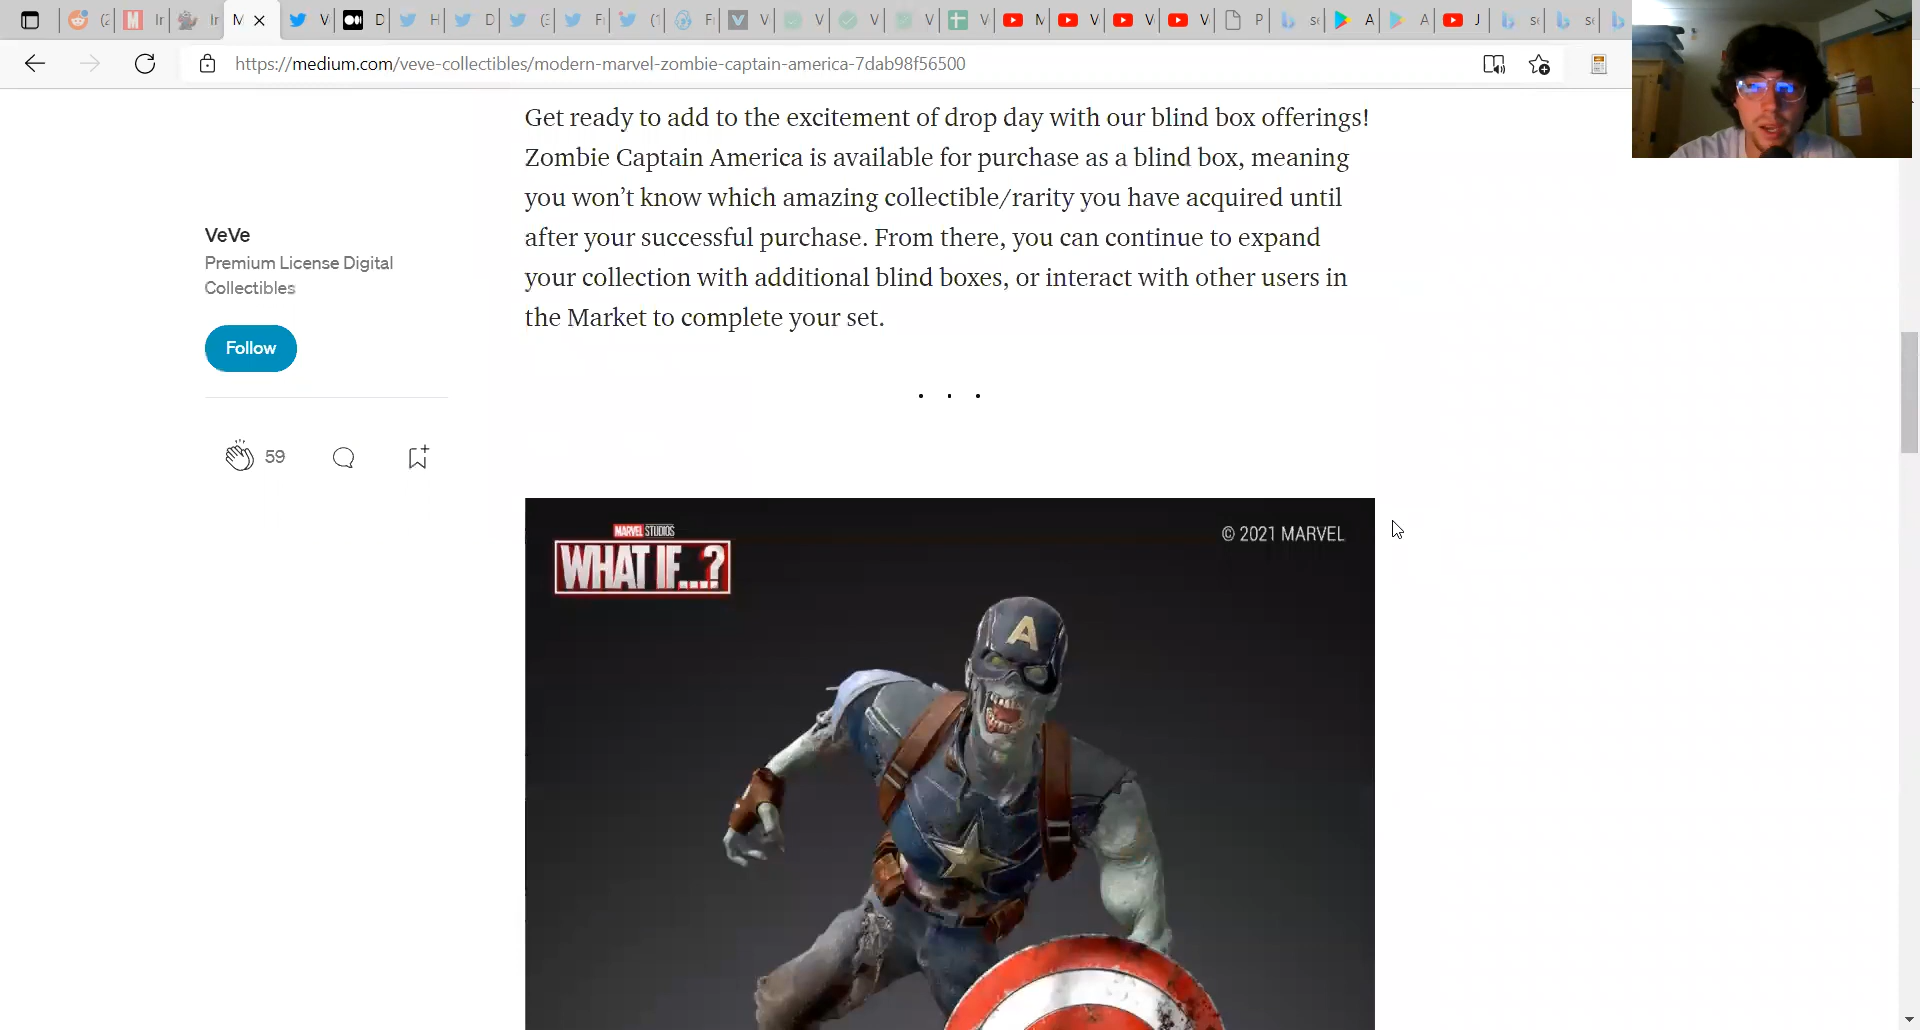 https://medium.com/veve-collectibles/modern-marvel-zombie-captain-america-7dab98f56500
Get ready to add to the excitement of drop day with our blind box offerings!
Zombie Captain America is available for purchase as a blind box, meaning
you won’t know which amazing collectible/rarity you have acquired until
after your successful purchase. From there, you can continue to expand
your collection with additional blind boxes, or interact with other users in
the Market to complete your set.
VeVe
Premium License Digital
Collectibles
Follow
59
MARVEL STUDIOS
WHAT IF...?
© 2021 MARVEL
A